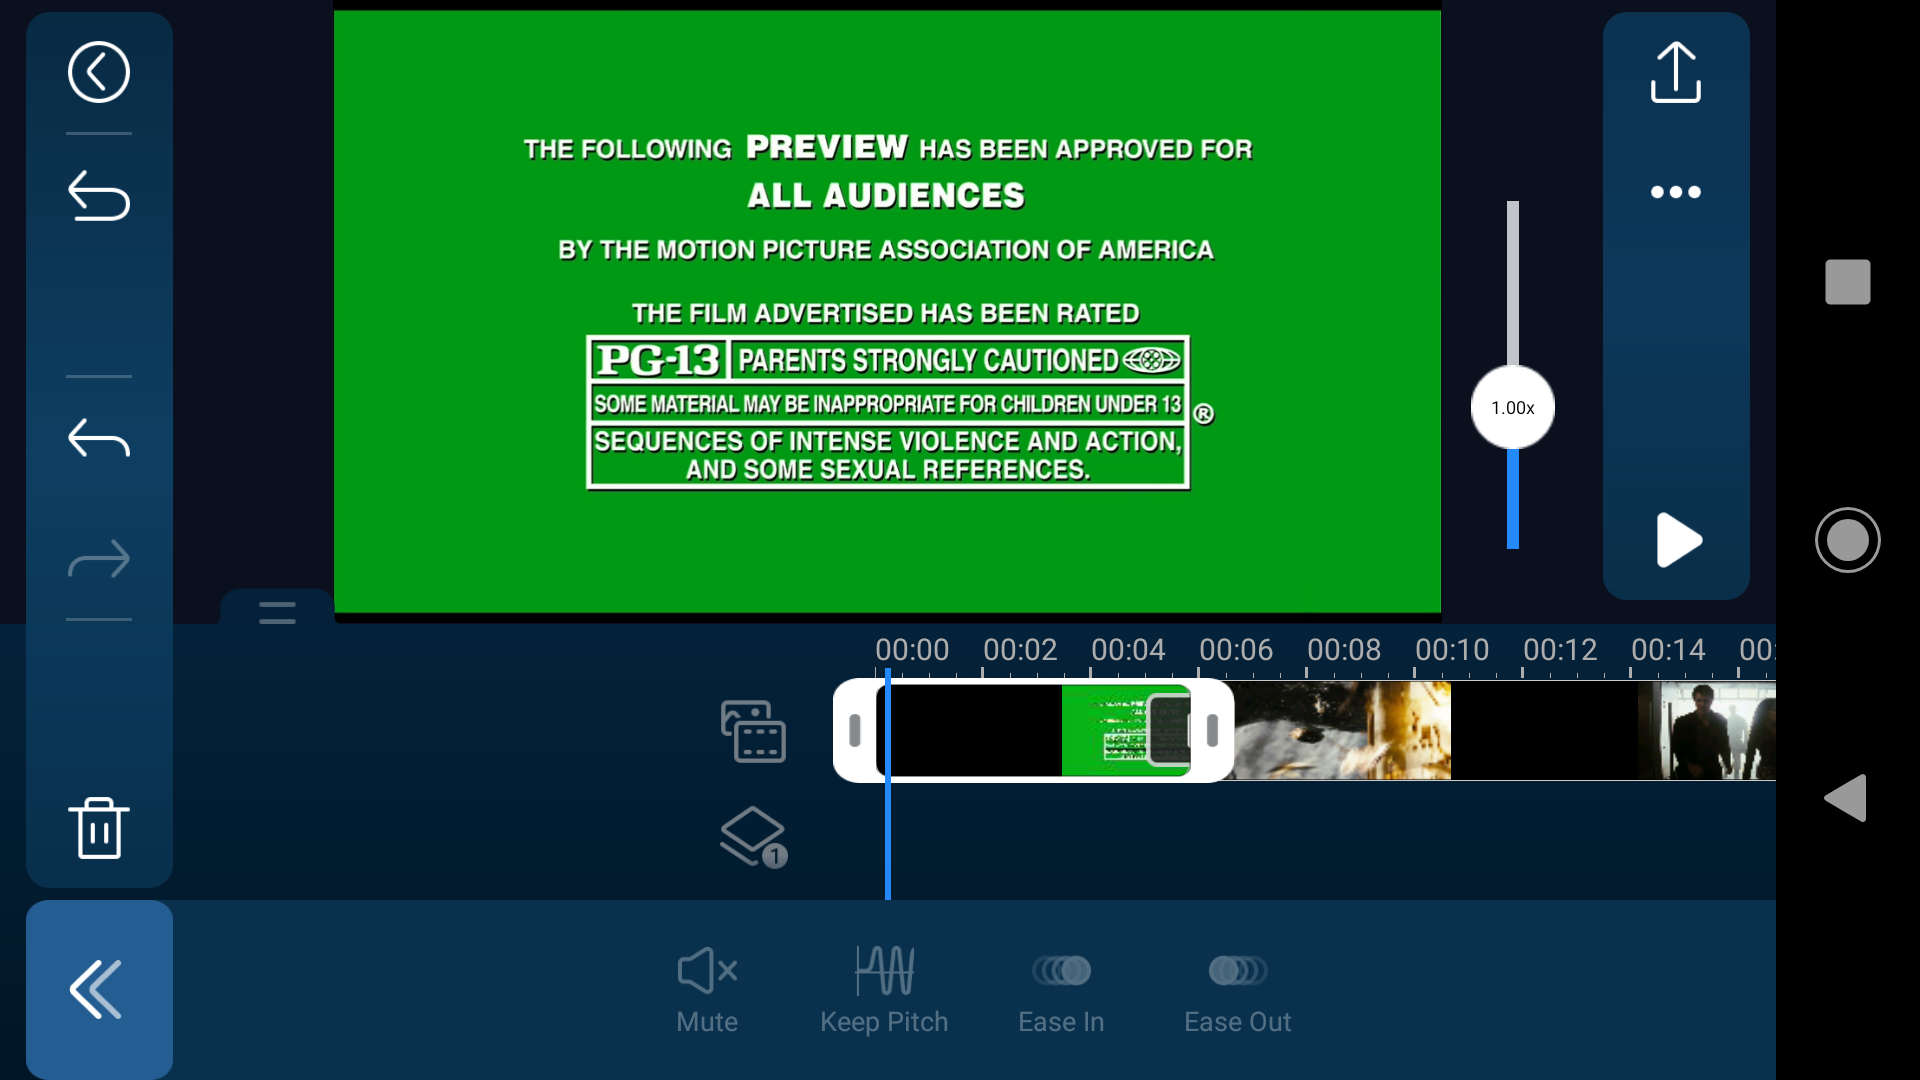 THE FOLLOWING PREVIEW HAS BEEN APPROVED FOR
ALL AUDIENCES
BY THE MOTION PICTURE ASSOCIATION OF AMERICA
THE FILM ADVERTISED HAS BEEN RATED
PG-13 PARENTS STRONGLY CAUTIONED
SOME MATERIAL MAY BE INAPPROPRIATE FOR CHILDREN UNDER 13
®
SEQUENCES OF INTENSE VIOLENCE AND ACTION,
AND SOME SEXUAL REFERENCES.
1.00x
00:00 00:02 00:04 00:06 00:08 00:10 00:12 00:14 00:
1
Mute Keep Pitch Ease In Ease Out